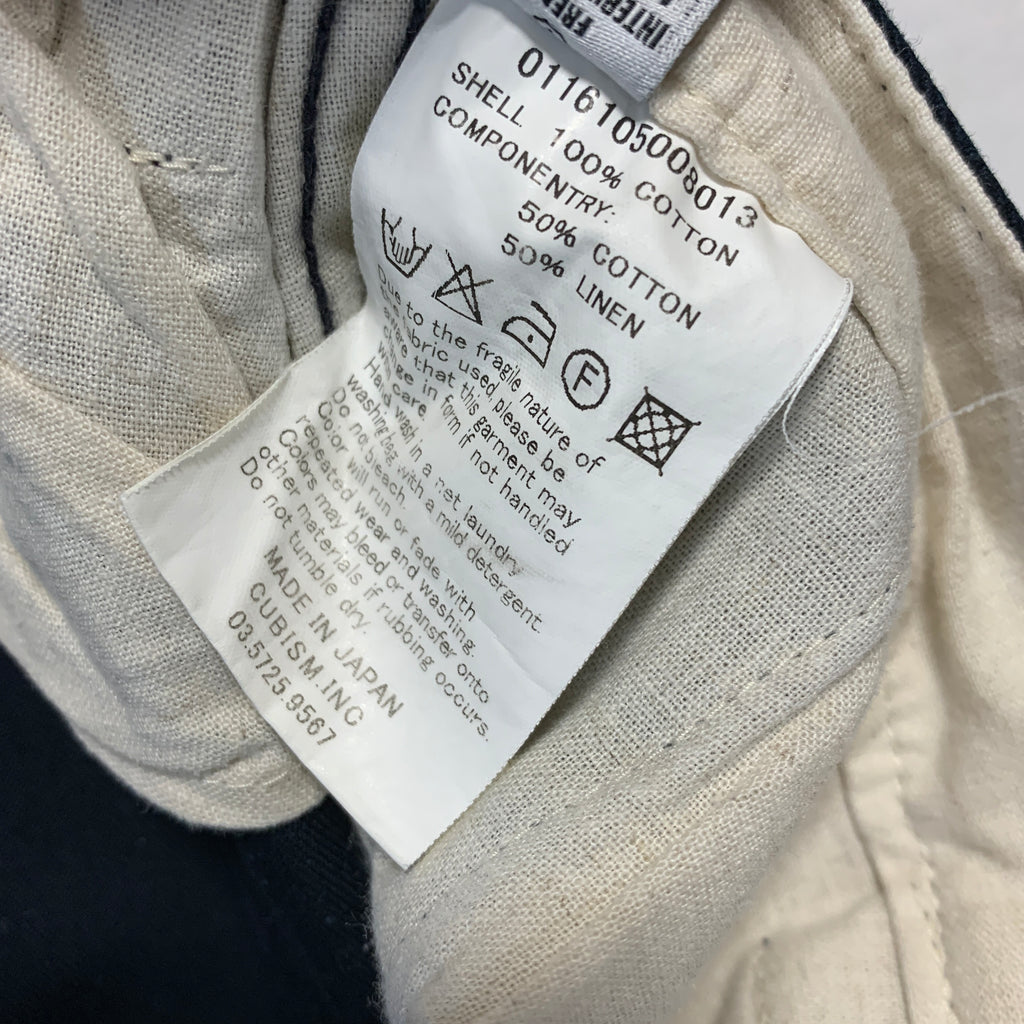 0116105008013
SHELL 100% COTTON
COMPONENTRY:
50% COTTON
50% LINEN
F
Due to the fragile nature of
fabric used, please be
aware that this garment may
change in form if not handled
with care
Hand wash in a net laundry
washing bag with a mild detergent.
Do not bleach.
Color will run or fade with
repeated wear and washing.
Colors may bleed or transfer onto
other materials if rubbing occurs.
Do not tumble dry.
MADE IN JAPAN
CUBISM.INC
03.5725.9567